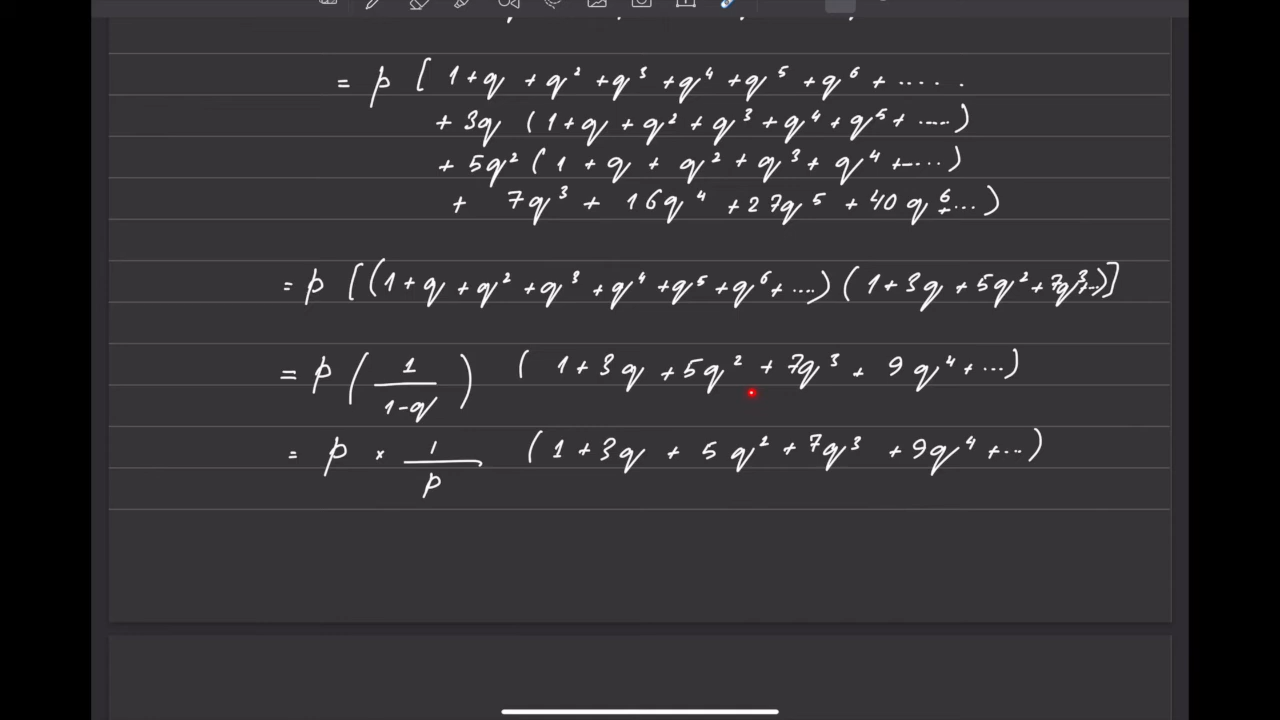 = p [ 1 + q + q² + q³ + q⁴ + q⁵ + q⁶ + .....
+ 3q (1 + q + q² + q³ + q⁴ + q⁵ + .....)
+ 5q² (1 + q + q² + q³ + q⁴ + ....)
+ 7q³ + 16q⁴ + 27q⁵ + 40q⁶ + ...)
= p [(1 + q + q² + q³ + q⁴ + q⁵ + q⁶ + ....) (1 + 3q + 5q² + 7q³ + ..)]
= p (1/(1-q)) (1 + 3q + 5q² + 7q³ + 9q⁴ + ...)
= p × 1/p (1 + 3q + 5q² + 7q³ + 9q⁴ + ...)